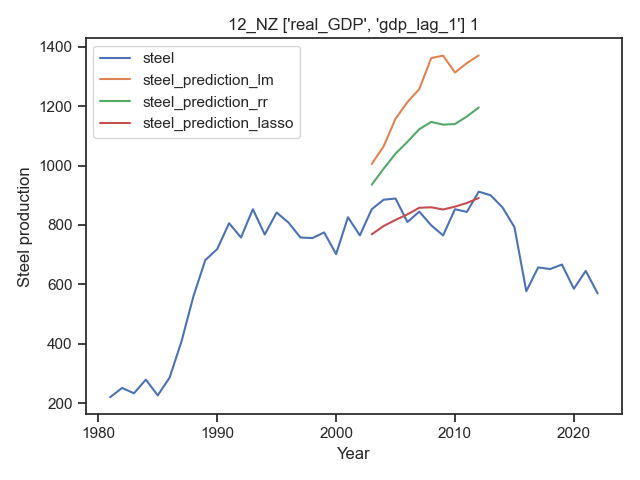 12_NZ ['real_GDP', 'gdp_lag_1'] 1
steel
steel_prediction_lm
steel_prediction_rr
steel_prediction_lasso
Steel production
1400
1200
1000
800
600
400
200
1980
1990
2000
2010
2020
Year